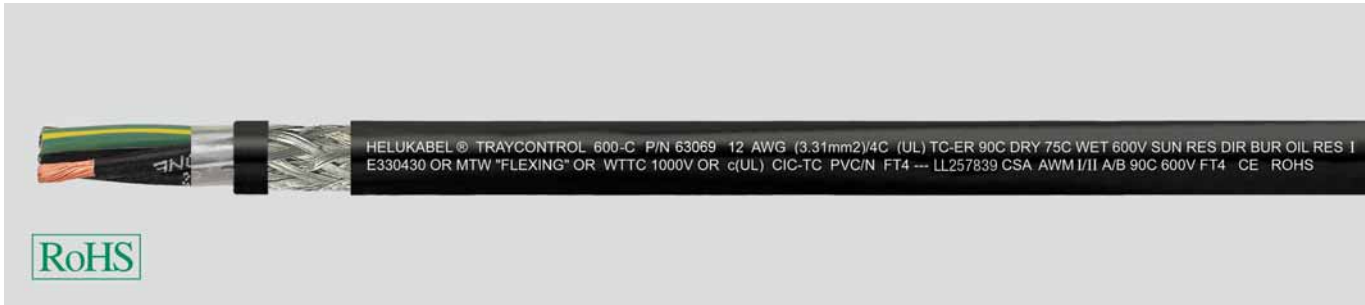 HELUKABEL ® TRAYCONTROL 600-C P/N 63069 12 AWG (3.31mm2)/4C (UL) TC-ER 90C DRY 75C WET 600V SUN RES DIR BUR OIL RES I
E330430 OR MTW "FLEXING" OR WTTC 1000V OR c(UL) CIC-TC PVC/N FT4 --- LL257839 CSA AWM I/II A/B 90C 600V FT4 CE ROHS
RoHS